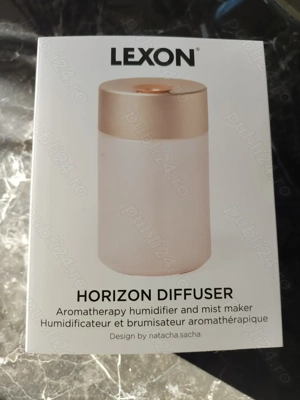 LEXON®
HORIZON DIFFUSER
Aromatherapy humidifier and mist maker
Humidificateur et brumisateur aromathérapique
Design by natacha.sacha.